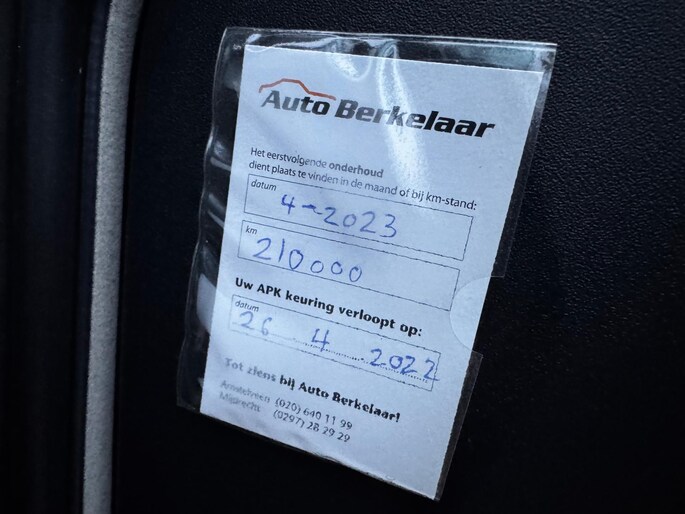 Auto Berkelaar
Het eerstvolgende onderhoud
dient plaats te vinden in de maand of bij km-stand:
datum
4-2023
km
210000
Uw APK keuring verloopt op:
datum
26 4 2022
Tot ziens bij Auto Berkelaar!
Amstelveen (020) 640 11 99
Mijdrecht (0297) 28 29 29